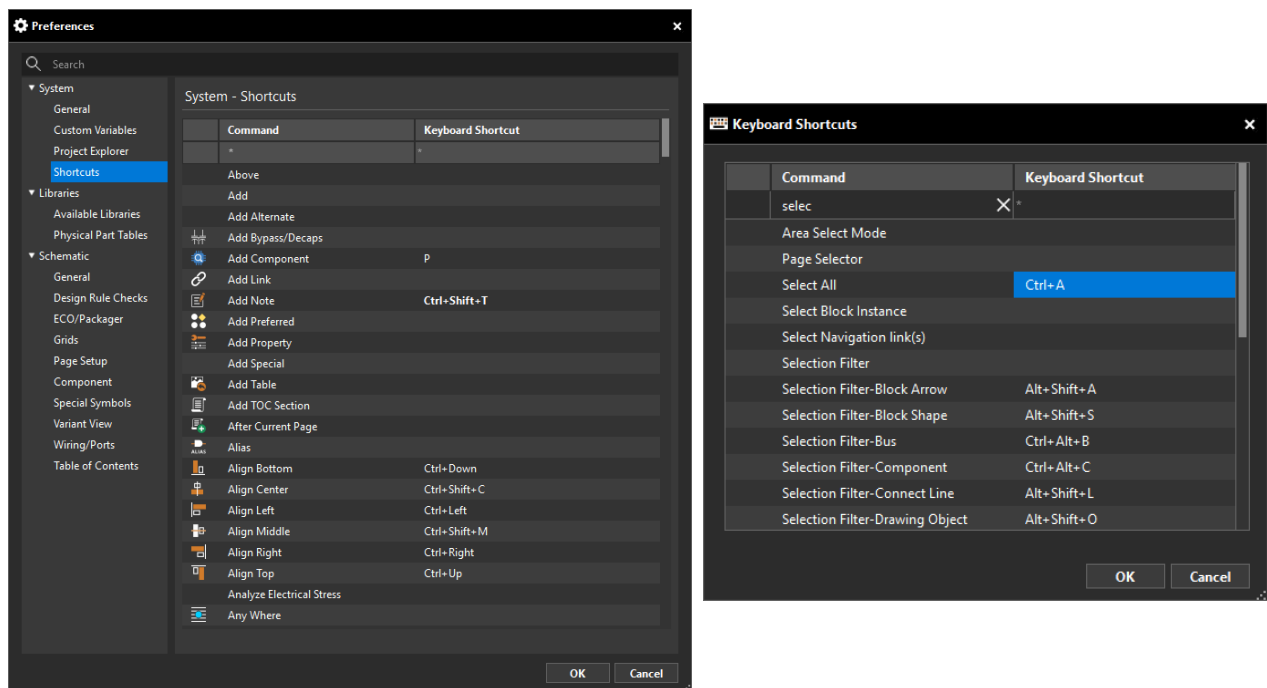 Preferences
Search
System
General
Custom Variables
Project Explorer
Shortcuts
Libraries
Available Libraries
Physical Part Tables
Schematic
General
Design Rule Checks
ECO/Packager
Grids
Page Setup
Component
Special Symbols
Variant View
Wiring/Ports
Table of Contents
System - Shortcuts
Command Keyboard Shortcut
* *
Above
Add
Add Alternate
Add Bypass/Decaps
Add Component P
Add Link
Add Note Ctrl+Shift+T
Add Preferred
Add Property
Add Special
Add Table
Add TOC Section
After Current Page
ALIAS Alias
Align Bottom Ctrl+Down
Align Center Ctrl+Shift+C
Align Left Ctrl+Left
Align Middle Ctrl+Shift+M
Align Right Ctrl+Right
Align Top Ctrl+Up
Analyze Electrical Stress
Any Where
OK Cancel
Keyboard Shortcuts
Command Keyboard Shortcut
selec *
Area Select Mode
Page Selector
Select All Ctrl+A
Select Block Instance
Select Navigation link(s)
Selection Filter
Selection Filter-Block Arrow Alt+Shift+A
Selection Filter-Block Shape Alt+Shift+S
Selection Filter-Bus Ctrl+Alt+B
Selection Filter-Component Ctrl+Alt+C
Selection Filter-Connect Line Alt+Shift+L
Selection Filter-Drawing Object Alt+Shift+O
OK Cancel